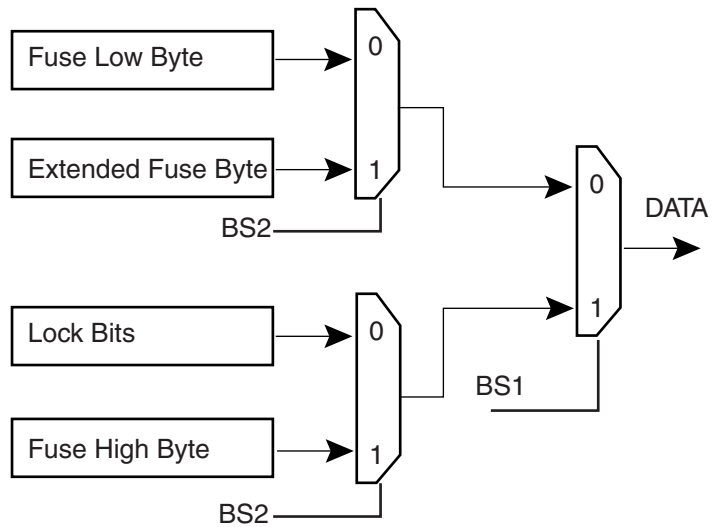 Fuse Low Byte
0
Extended Fuse Byte
1
BS2
0
DATA
Lock Bits
0
1
BS1
Fuse High Byte
1
BS2